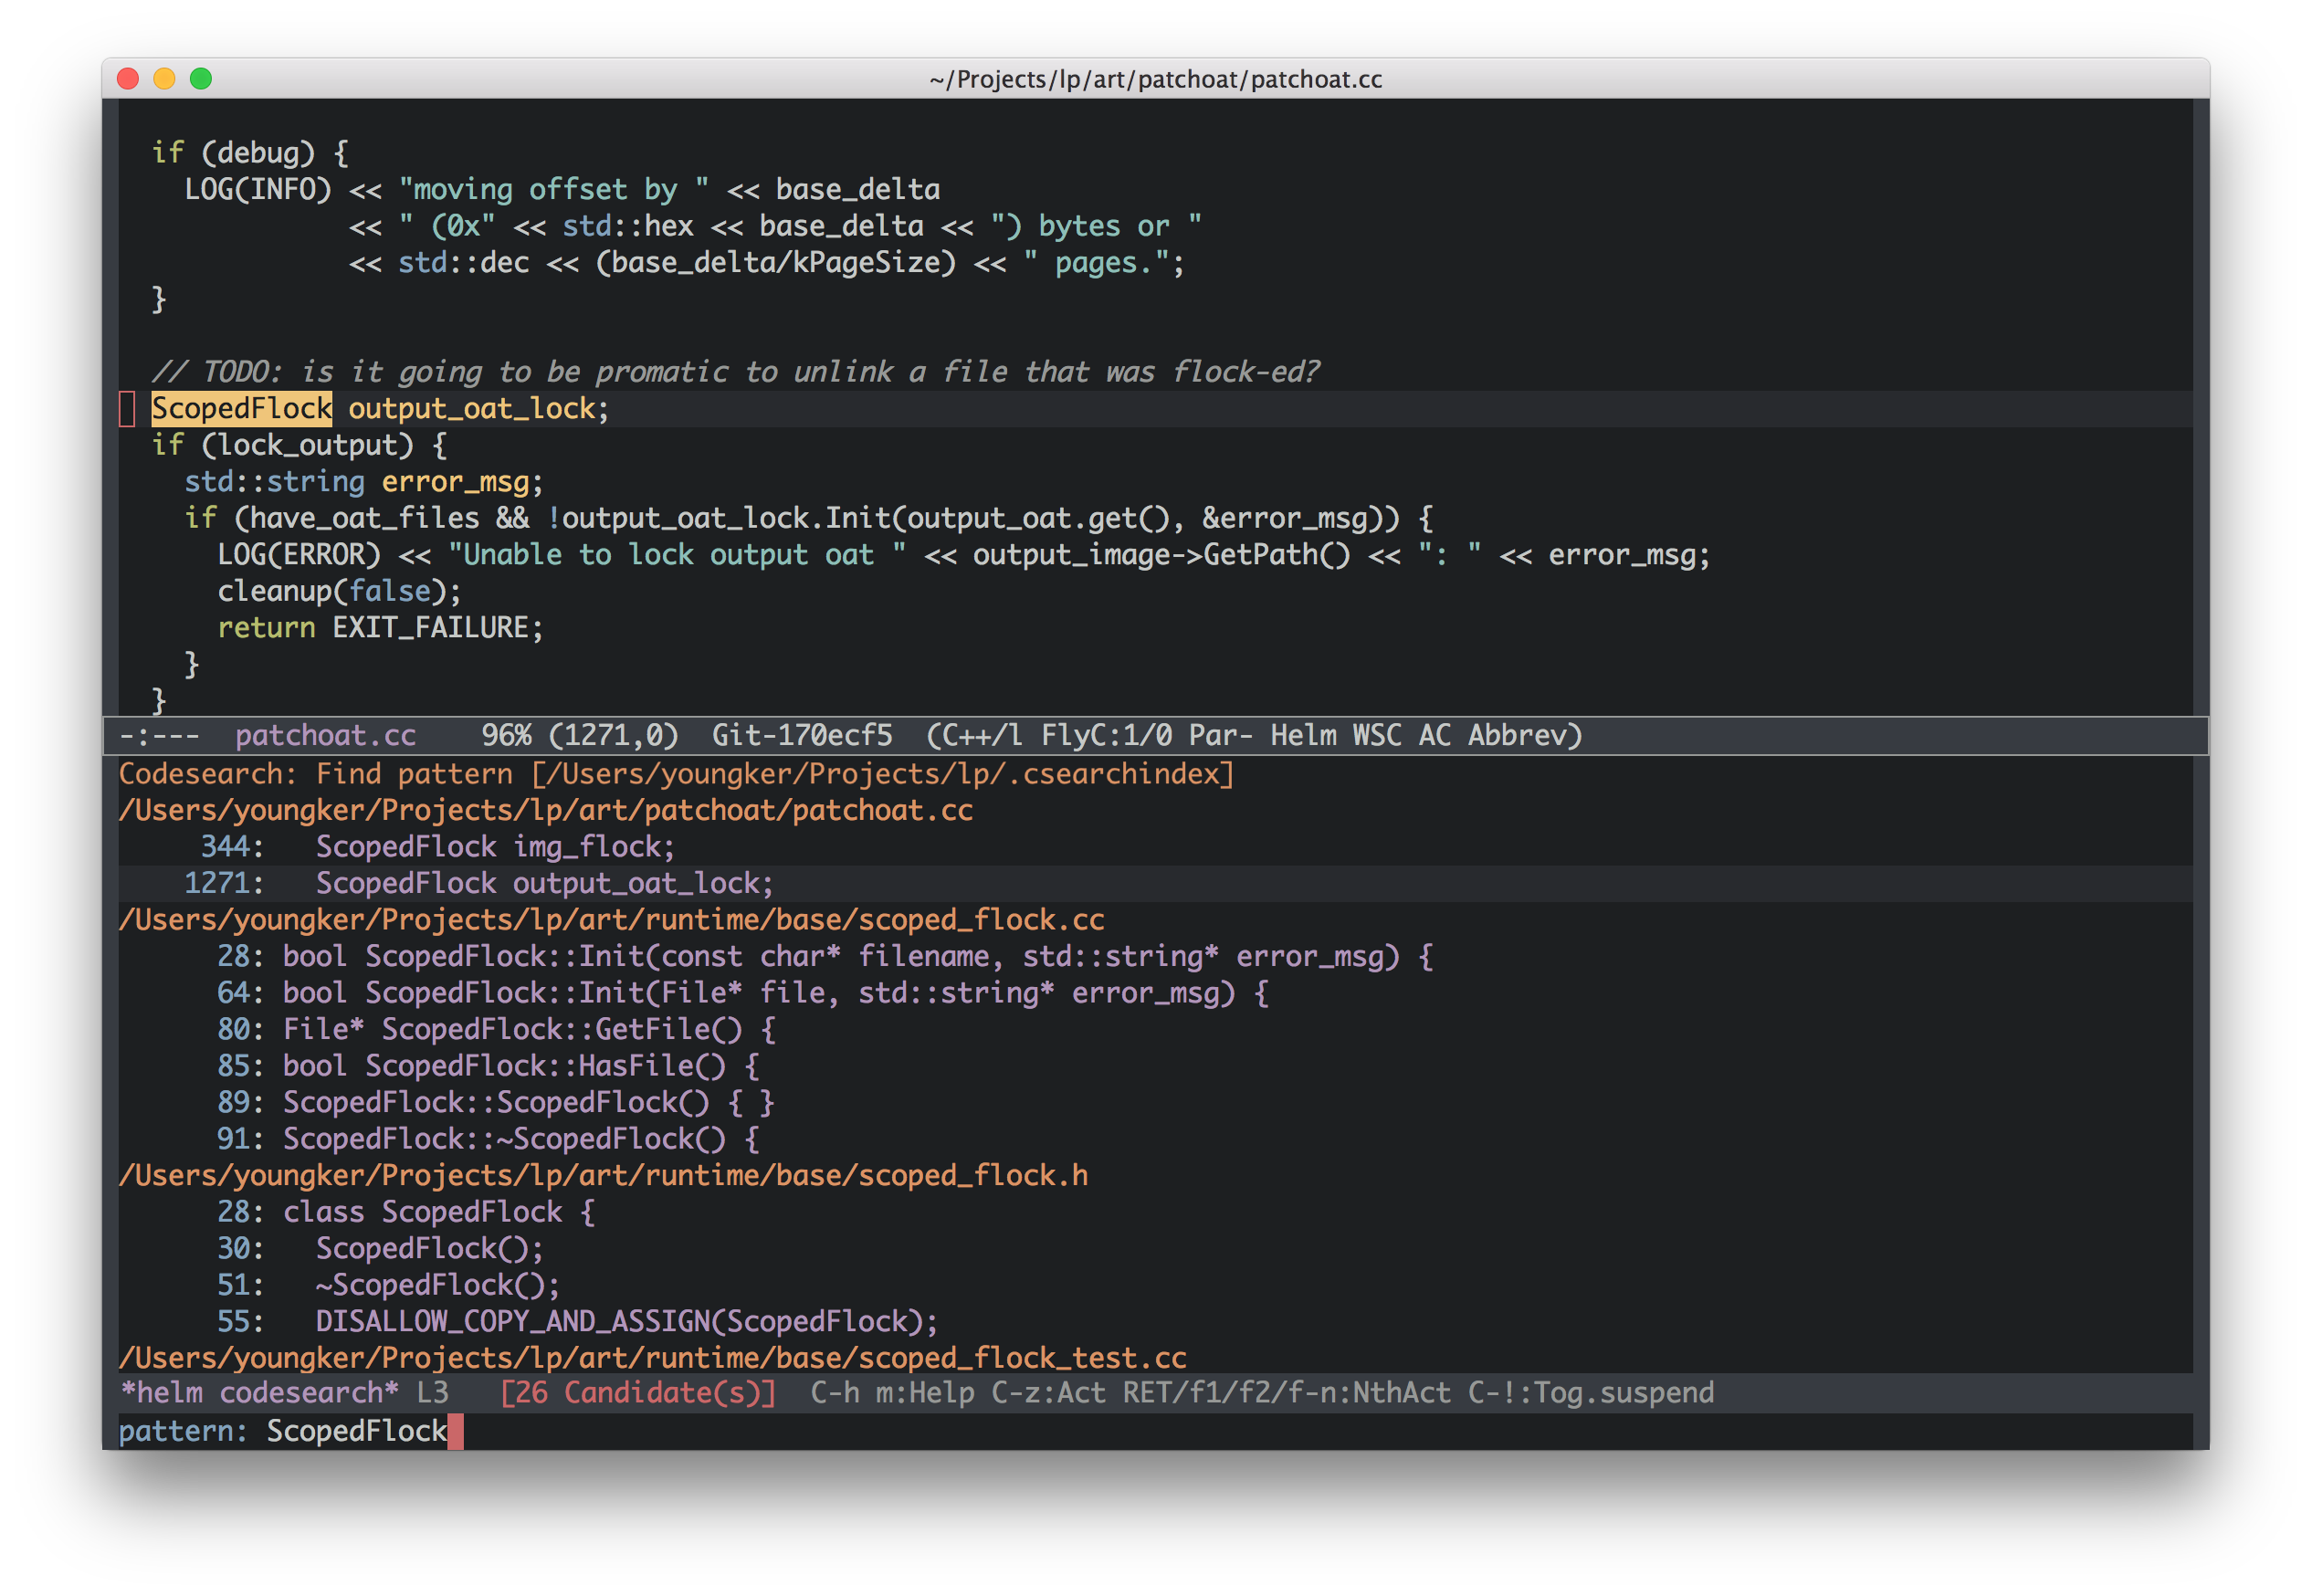 ~/Projects/lp/art/patchoat/patchoat.cc
if (debug) {
LOG(INFO) << "moving offset by " << base_delta
<< " (0x" << std::hex << base_delta << ") bytes or "
<< std::dec << (base_delta/kPageSize) << " pages.";
}
// TODO: is it going to be promatic to unlink a file that was flock-ed?
ScopedFlock output_oat_lock;
if (lock_output) {
std::string error_msg;
if (have_oat_files && !output_oat_lock.Init(output_oat.get(), &error_msg)) {
LOG(ERROR) << "Unable to lock output oat " << output_image->GetPath() << ": " << error_msg;
cleanup(false);
return EXIT_FAILURE;
}
}
-:---  patchoat.cc    96% (1271,0)  Git-170ecf5  (C++/l FlyC:1/0 Par- Helm WSC AC Abbrev)
Codesearch: Find pattern [/Users/youngker/Projects/lp/.csearchindex]
/Users/youngker/Projects/lp/art/patchoat/patchoat.cc
344:   ScopedFlock img_flock;
1271:   ScopedFlock output_oat_lock;
/Users/youngker/Projects/lp/art/runtime/base/scoped_flock.cc
28: bool ScopedFlock::Init(const char* filename, std::string* error_msg) {
64: bool ScopedFlock::Init(File* file, std::string* error_msg) {
80: File* ScopedFlock::GetFile() {
85: bool ScopedFlock::HasFile() {
89: ScopedFlock::ScopedFlock() { }
91: ScopedFlock::~ScopedFlock() {
/Users/youngker/Projects/lp/art/runtime/base/scoped_flock.h
28: class ScopedFlock {
30:   ScopedFlock();
51:   ~ScopedFlock();
55:   DISALLOW_COPY_AND_ASSIGN(ScopedFlock);
/Users/youngker/Projects/lp/art/runtime/base/scoped_flock_test.cc
*helm codesearch* L3   [26 Candidate(s)]  C-h m:Help C-z:Act RET/f1/f2/f-n:NthAct C-!:Tog.suspend
pattern: ScopedFlock